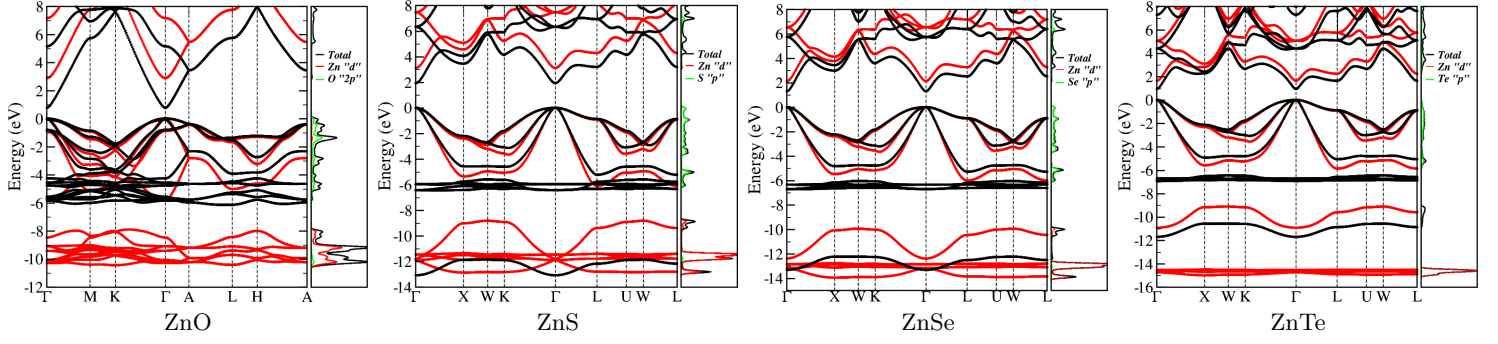 Energy (eV)
8
6
4
2
0
-2
-4
-6
-8
-10
-12
Γ M K Γ A L H A
Total
Zn "d"
O "2p"
ZnO
Energy (eV)
8
6
4
2
0
-2
-4
-6
-8
-10
-12
-14
Γ X W K Γ L U W L
Total
Zn "d"
S "p"
ZnS
Energy (eV)
8
6
4
2
0
-2
-4
-6
-8
-10
-12
-14
Γ X W K Γ L U W L
Total
Zn "d"
Se "p"
ZnSe
Energy (eV)
8
6
4
2
0
-2
-4
-6
-8
-10
-12
-14
-16
Γ X W K Γ L U W L
Total
Zn "d"
Te "p"
ZnTe